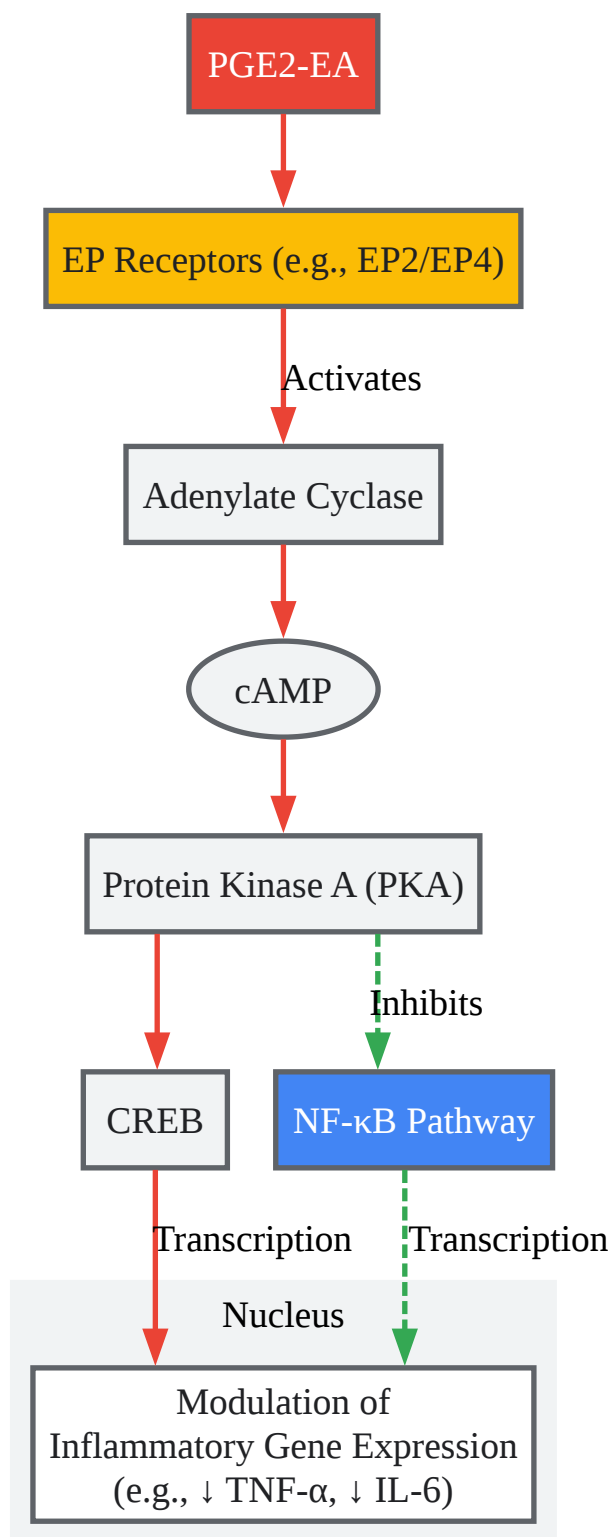 PGE2-EA
EP Receptors (e.g., EP2/EP4)
Activates
Adenylate Cyclase
cAMP
Protein Kinase A (PKA)
Inhibits
CREB
NF-κB Pathway
Transcription
Transcription
Nucleus
Modulation of
Inflammatory Gene Expression
(e.g., ↓ TNF-α, ↓ IL-6)